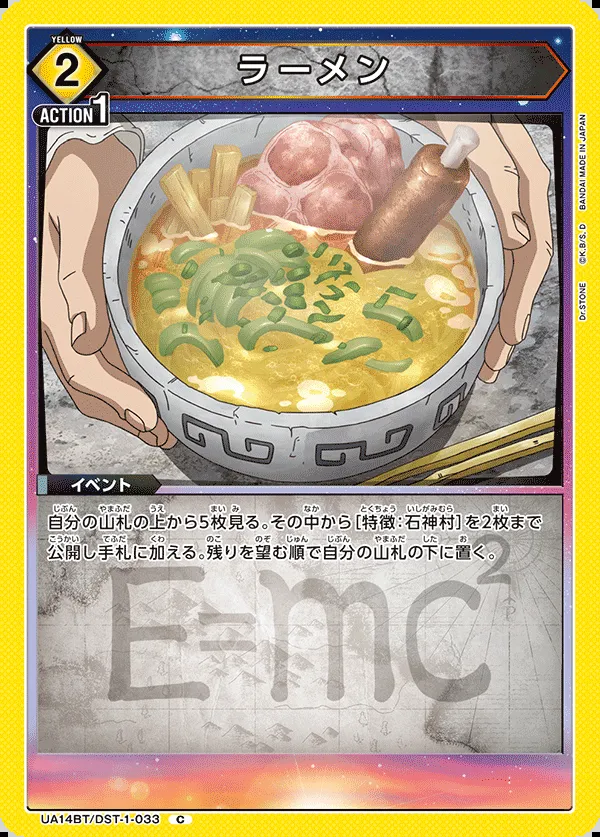 YELLOW
2
ラーメン
ACTION 1
Dr.STONE ©K.B/S, D BANDAI MADE IN JAPAN
イベント
自分の山札の上から5枚見る。その中から[特徴:石神村]を2枚まで
公開し手札に加える。残りを望む順で自分の山札の下に置く。
E=mc²
UA14BT/DST-1-033 C